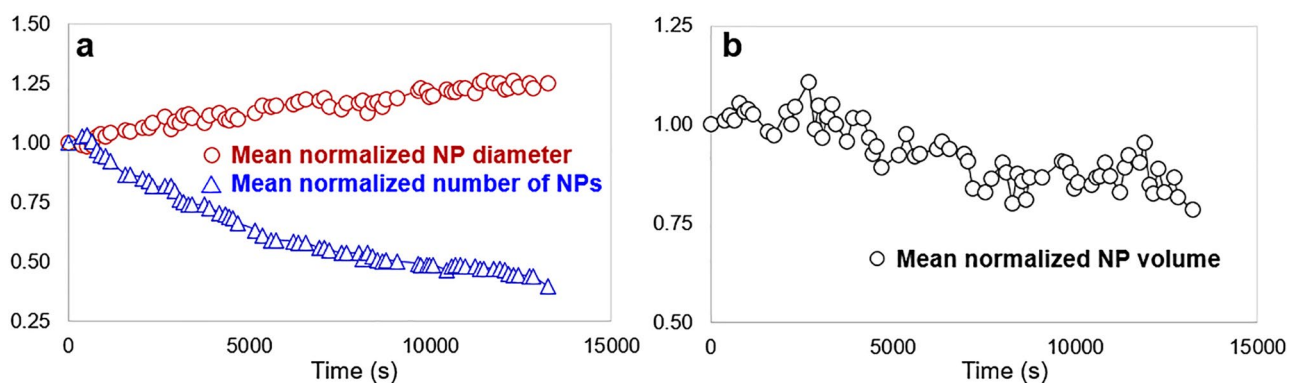 a
1.50
1.25
1.00
0.75
0.50
0.25
Mean normalized NP diameter
Mean normalized number of NPs
0 5000 10000 15000
Time (s)
b
1.25
1.00
0.75
0.50
Mean normalized NP volume
0 5000 10000 15000
Time (s)